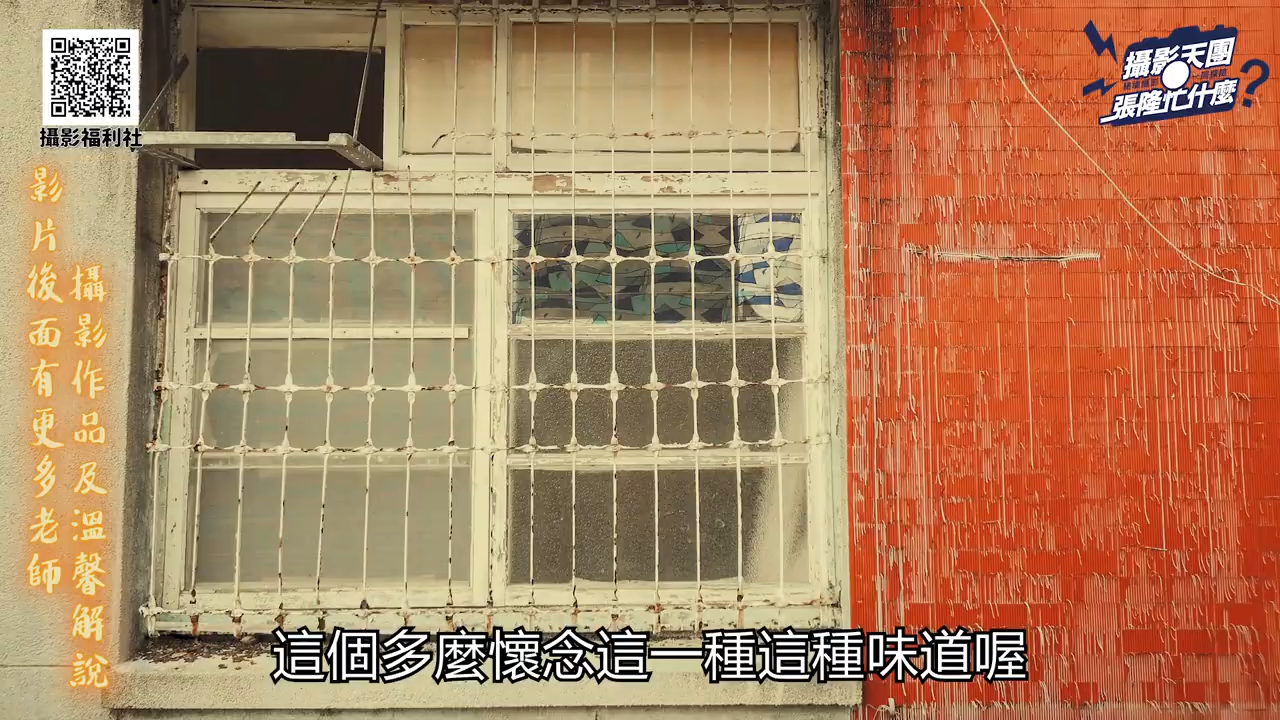 攝影福利社
攝影天團
張隆忙什麼?
影片後面有更多老師
攝影作品及溫馨解說
這個多麼懷念這一種這種味道喔